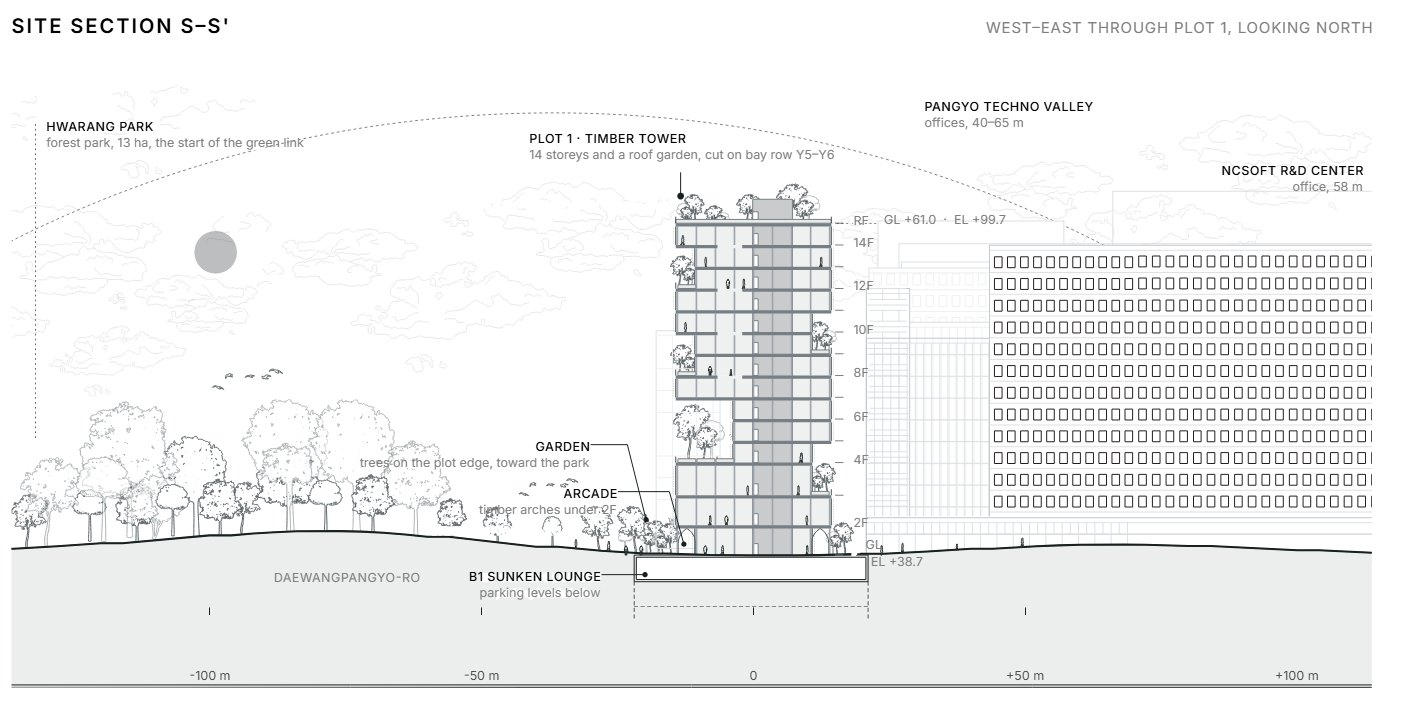 SITE SECTION S–S'
WEST–EAST THROUGH PLOT 1, LOOKING NORTH
PANGYO TECHNO VALLEY
offices, 40–65 m
HWARANG PARK
forest park, 13 ha, the start of the green link
PLOT 1 · TIMBER TOWER
14 storeys and a roof garden, cut on bay row Y5–Y6
NCSOFT R&D CENTER
office, 58 m
RF
GL +61.0 · EL +99.7
14F
12F
10F
8F
6F
GARDEN
trees on the plot edge, toward the park
4F
ARCADE
timber arches under 2F
2F
GL
EL +38.7
DAEWANGPANGYO-RO
B1 SUNKEN LOUNGE
parking levels below
-100 m
-50 m
0
+50 m
+100 m